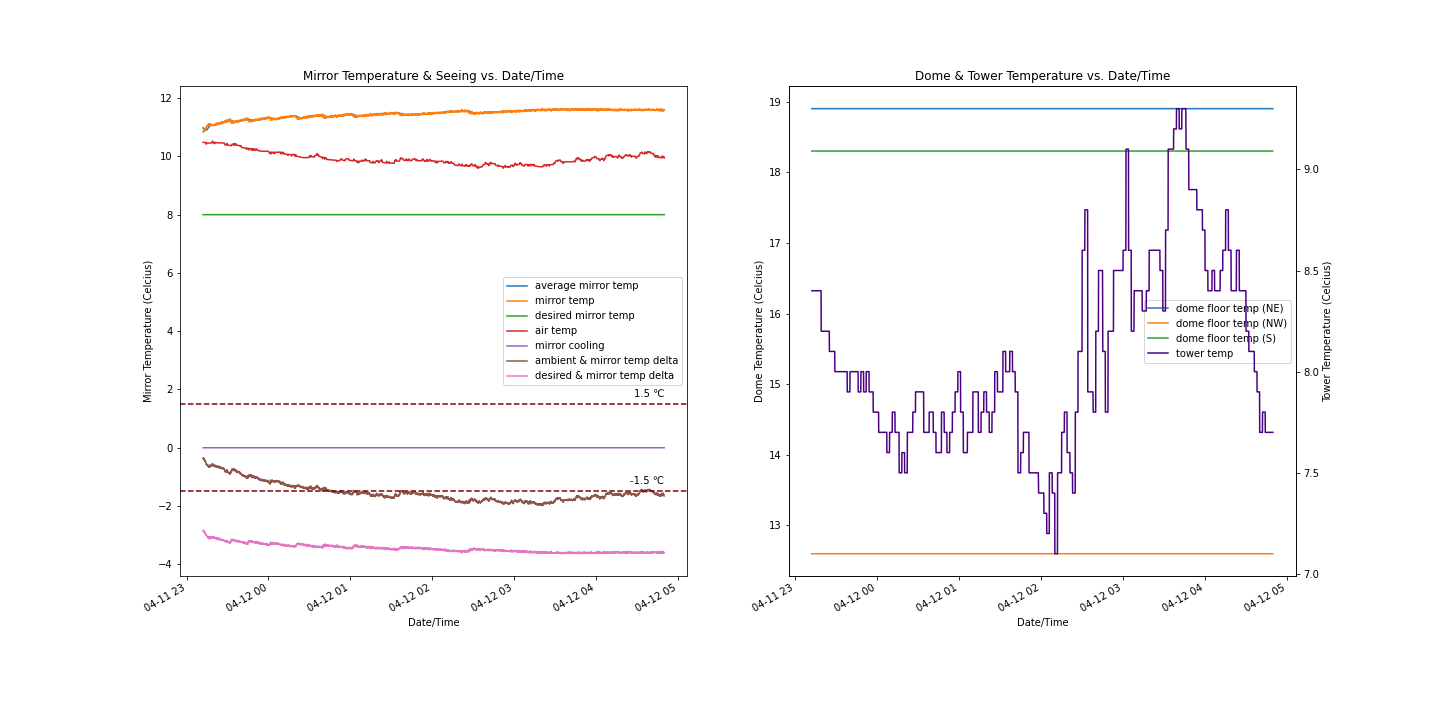 Mirror Temperature & Seeing vs. Date/Time
Mirror Temperature (Celcius)
12
10
8
6
4
2
0
−2
−4
average mirror temp
mirror temp
desired mirror temp
air temp
mirror cooling
ambient & mirror temp delta
desired & mirror temp delta
1.5 °C
-1.5 °C
04-11 23
04-12 00
04-12 01
04-12 02
04-12 03
04-12 04
04-12 05
Date/Time
Dome & Tower Temperature vs. Date/Time
Dome Temperature (Celcius)
19
18
17
16
15
14
13
dome floor temp (NE)
dome floor temp (NW)
dome floor temp (S)
tower temp
9.0
8.5
8.0
7.5
7.0
Tower Temperature (Celcius)
04-11 23
04-12 00
04-12 01
04-12 02
04-12 03
04-12 04
04-12 05
Date/Time